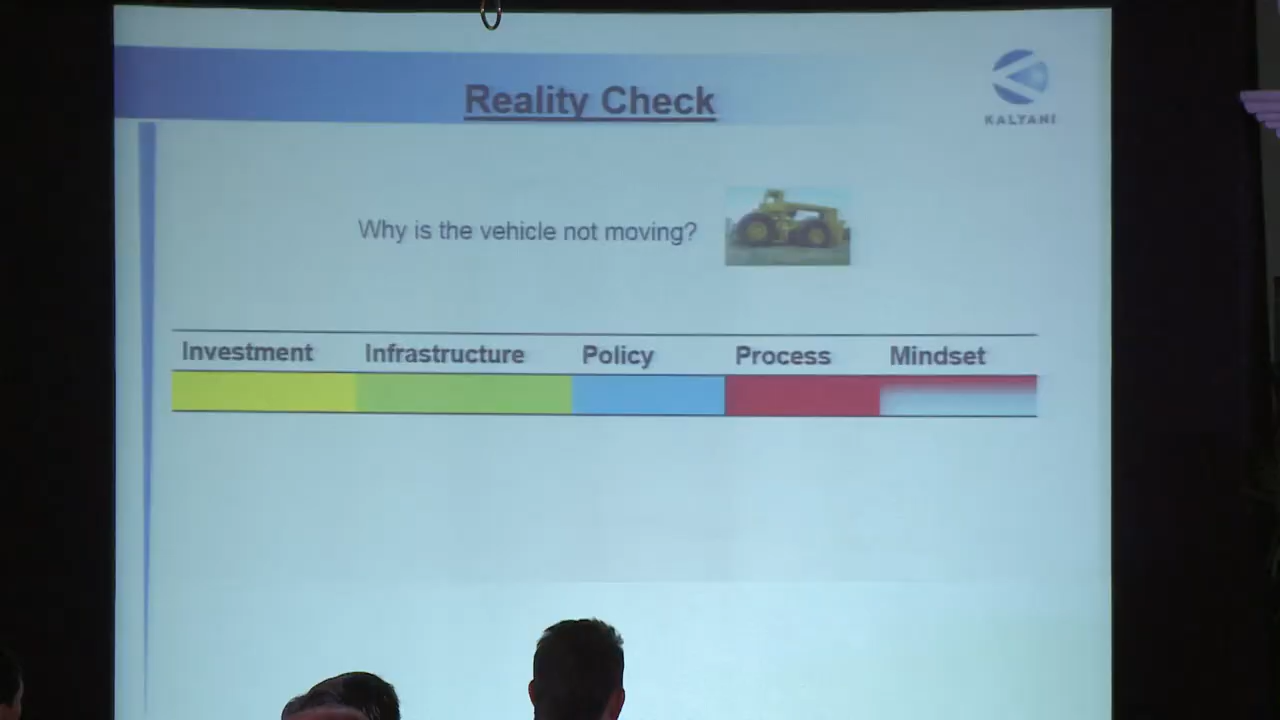 Reality Check
KALYANI
Why is the vehicle not moving?
Investment Infrastructure Policy Process Mindset